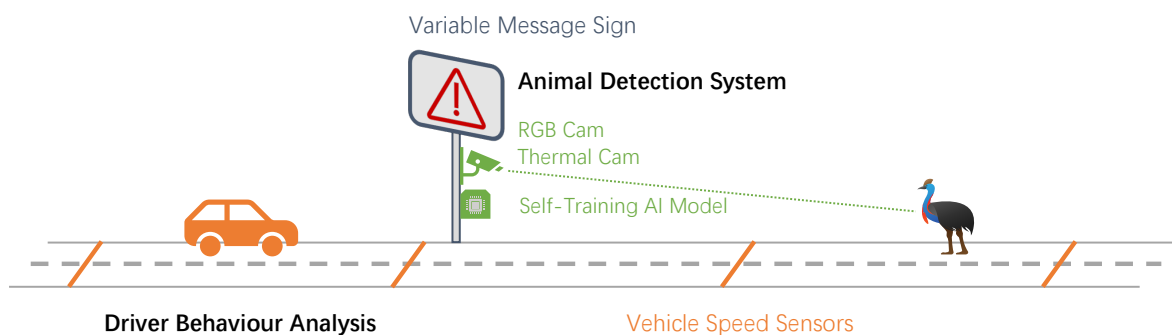 Variable Message Sign
Animal Detection System
RGB Cam
Thermal Cam
Self-Training AI Model
Driver Behaviour Analysis
Vehicle Speed Sensors